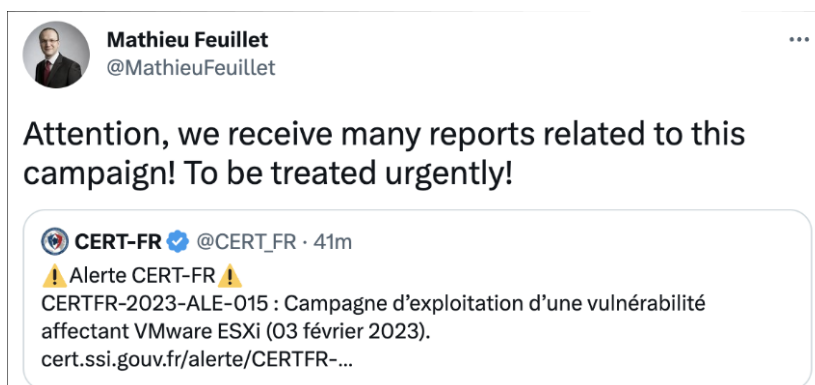 Mathieu Feuillet
@MathieuFeuillet
Attention, we receive many reports related to this
campaign! To be treated urgently!
CERT-FR @CERT_FR · 41m
⚠️Alerte CERT-FR⚠️
CERTFR-2023-ALE-015 : Campagne d’exploitation d’une vulnérabilité
affectant VMware ESXi (03 février 2023).
cert.ssi.gouv.fr/alerte/CERTFR-...